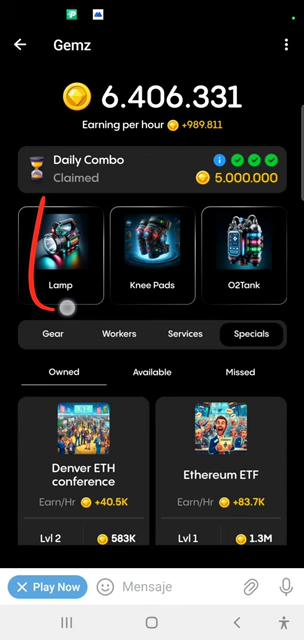 Gemz
6.406.331
Earning per hour +989.811
Daily Combo
Claimed
5.000.000
Lamp
Knee Pads
O2Tank
Gear
Workers
Services
Specials
Owned
Available
Missed
Denver ETH
conference
Earn/Hr +40.5K
Lvl 2
583K
Ethereum ETF
Earn/Hr +83.7K
Lvl 1
1.3M
Play Now
Mensaje